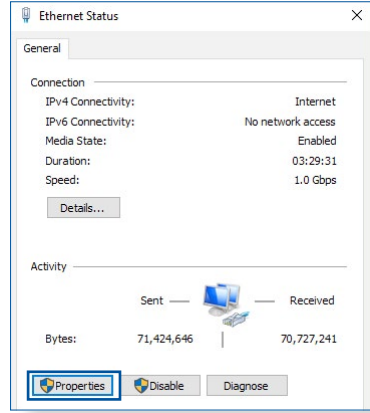 Ethernet Status
General
Connection
IPv4 Connectivity: Internet
IPv6 Connectivity: No network access
Media State: Enabled
Duration: 03:29:31
Speed: 1.0 Gbps
Details...
Activity
Sent — — Received
Bytes: 71,424,646 | 70,727,241
Properties Disable Diagnose